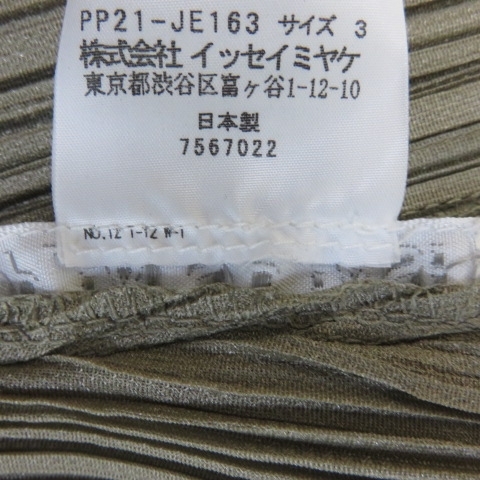 PP21-JE163 サイズ 3
株式会社 イッセイミヤケ
東京都渋谷区富ヶ谷1-12-10
日本製
7567022
NO.12 T-12 W-1